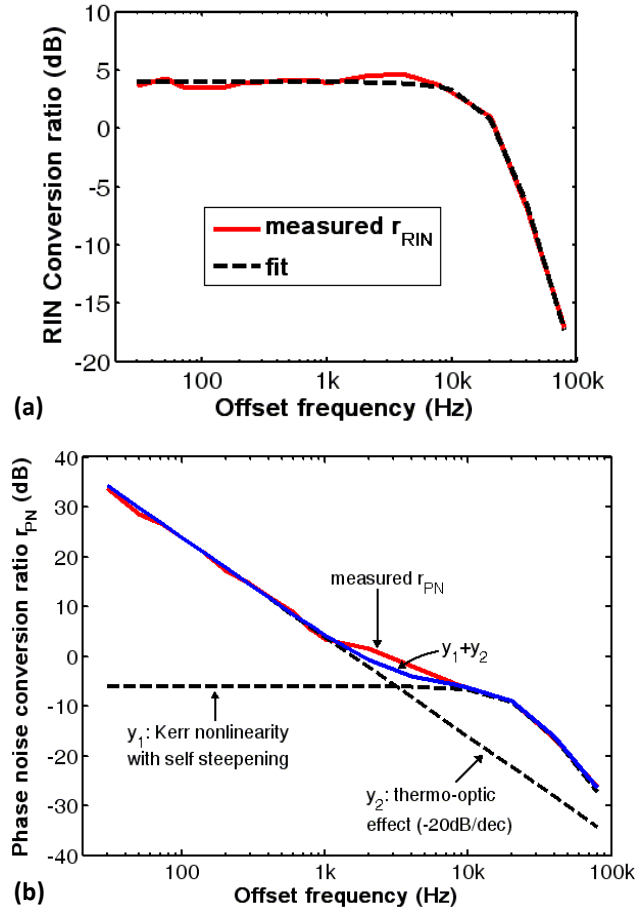 RIN Conversion ratio (dB)
10
5
0
-5
-10
-15
-20
measured r_RIN
fit
100
1k
10k
100k
Offset frequency (Hz)
(a)
Phase noise conversion ratio r_PN (dB)
40
30
20
10
0
-10
-20
-30
-40
measured r_PN
y_1+y_2
y_1: Kerr nonlinearity
with self steepening
y_2: thermo-optic
effect (-20dB/dec)
100
1k
10k
100k
Offset frequency (Hz)
(b)